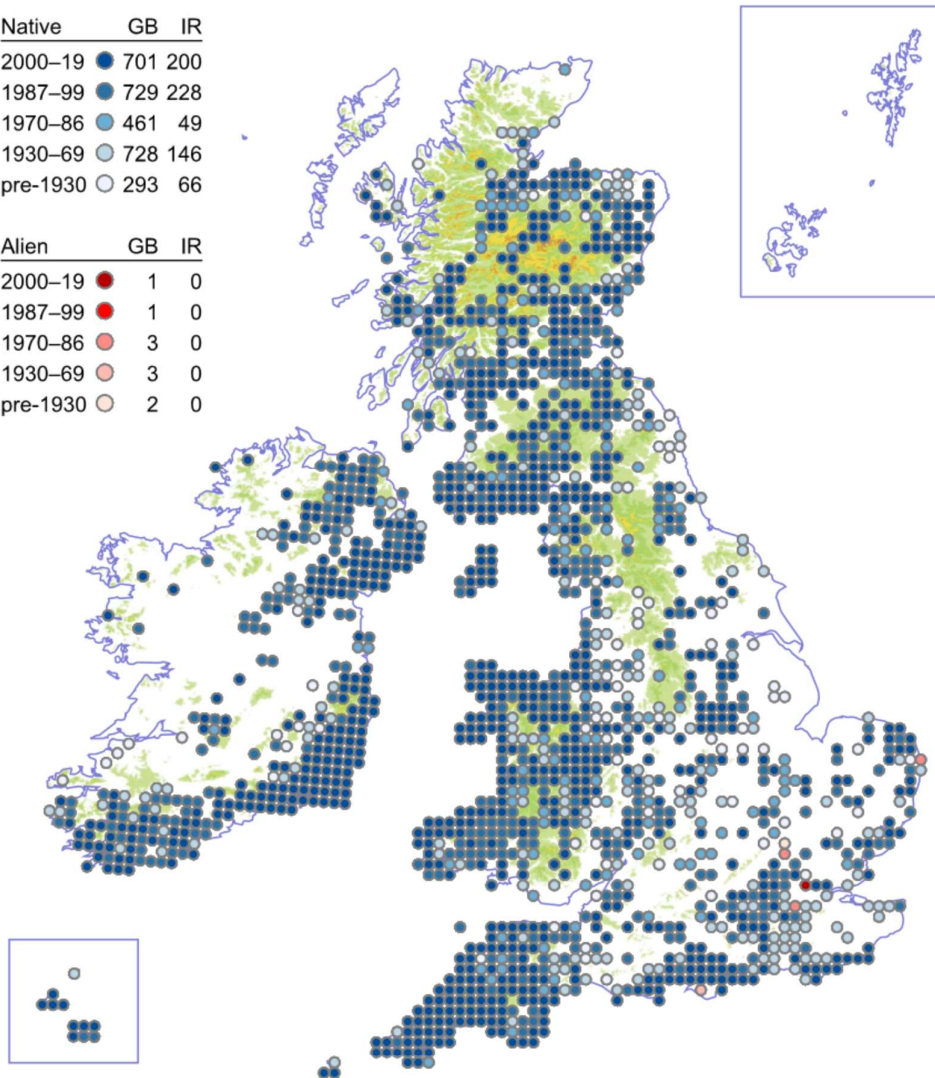 Native GB IR
2000–19 701 200
1987–99 729 228
1970–86 461 49
1930–69 728 146
pre-1930 293 66
Alien GB IR
2000–19 1 0
1987–99 1 0
1970–86 3 0
1930–69 3 0
pre-1930 2 0